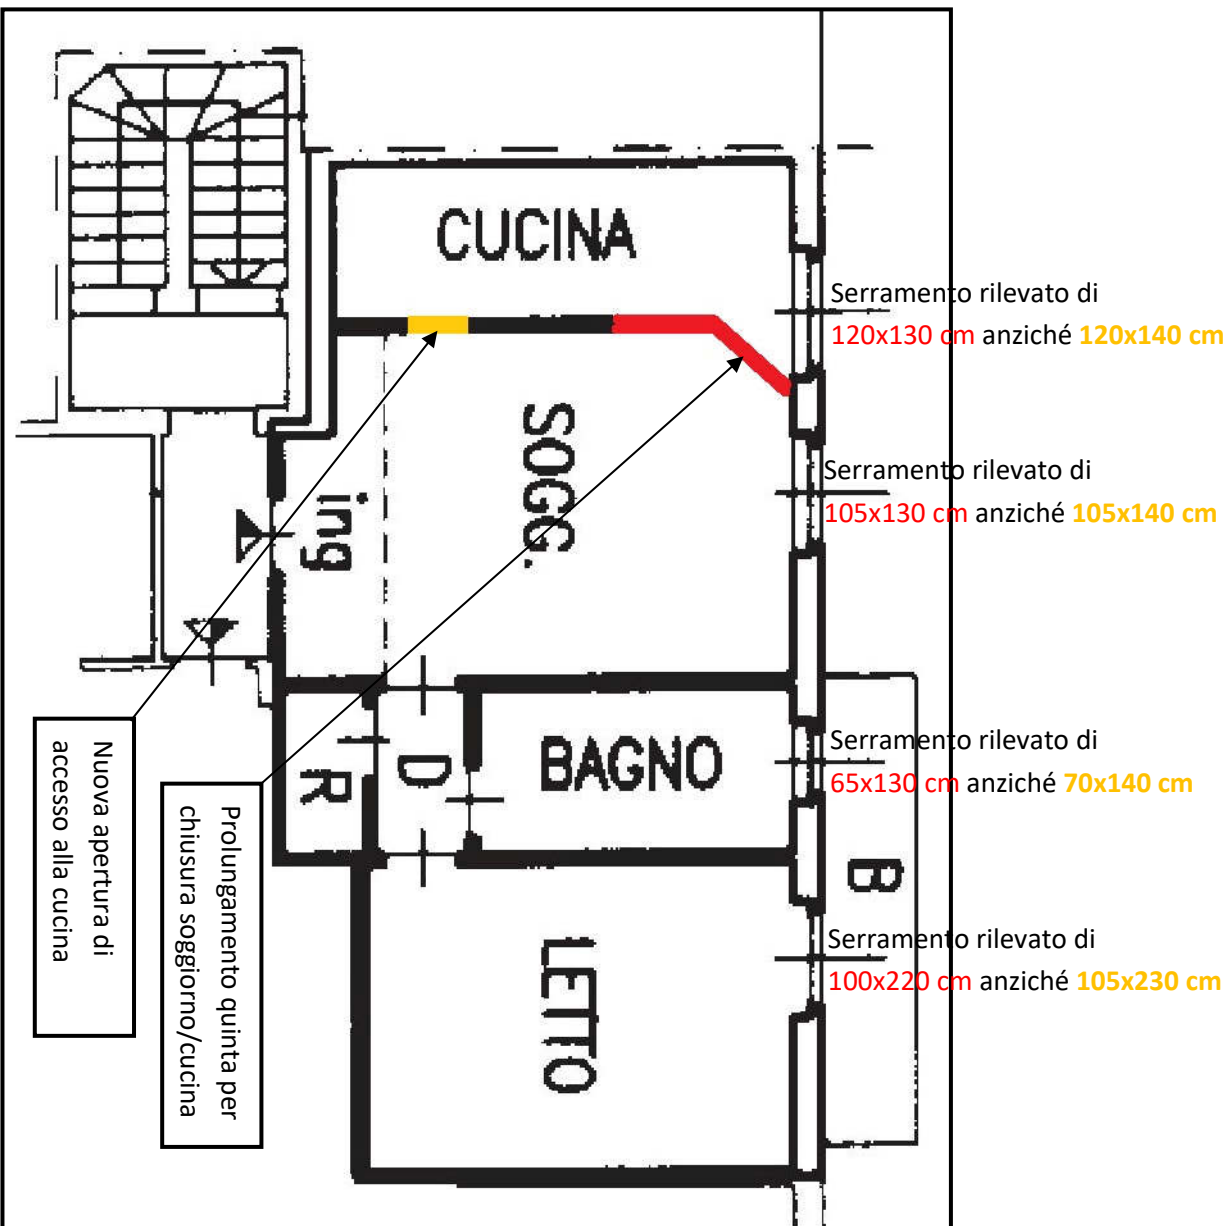 CUCINA
Serramento rilevato di
120x130 cm anziché 120x140 cm
SOGG.
ing
Serramento rilevato di
105x130 cm anziché 105x140 cm
BAGNO
D
R
Serramento rilevato di
65x130 cm anziché 70x140 cm
B
Serramento rilevato di
100x220 cm anziché 105x230 cm
LETTO
Nuova apertura di
accesso alla cucina
Prolungamento quinta per
chiusura soggiorno/cucina